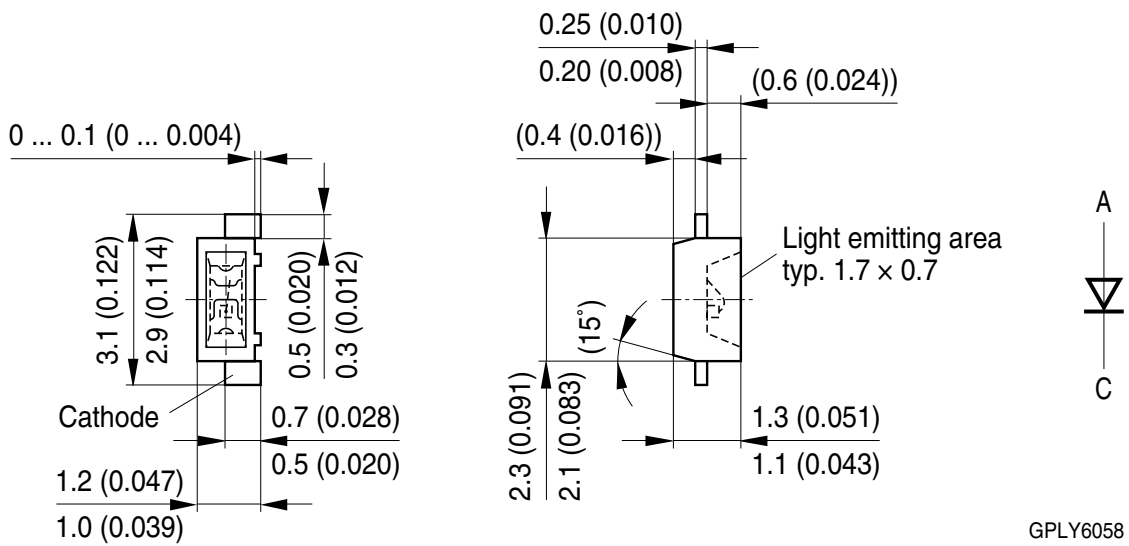 0.25 (0.010)
0.20 (0.008)
(0.6 (0.024))
0 ... 0.1 (0 ... 0.004)
(0.4 (0.016))
3.1 (0.122)
2.9 (0.114)
0.5 (0.020)
0.3 (0.012)
Cathode
0.7 (0.028)
0.5 (0.020)
1.2 (0.047)
1.0 (0.039)
(15°)
2.3 (0.091)
2.1 (0.083)
Light emitting area
typ. 1.7 × 0.7
1.3 (0.051)
1.1 (0.043)
A
C
GPLY6058